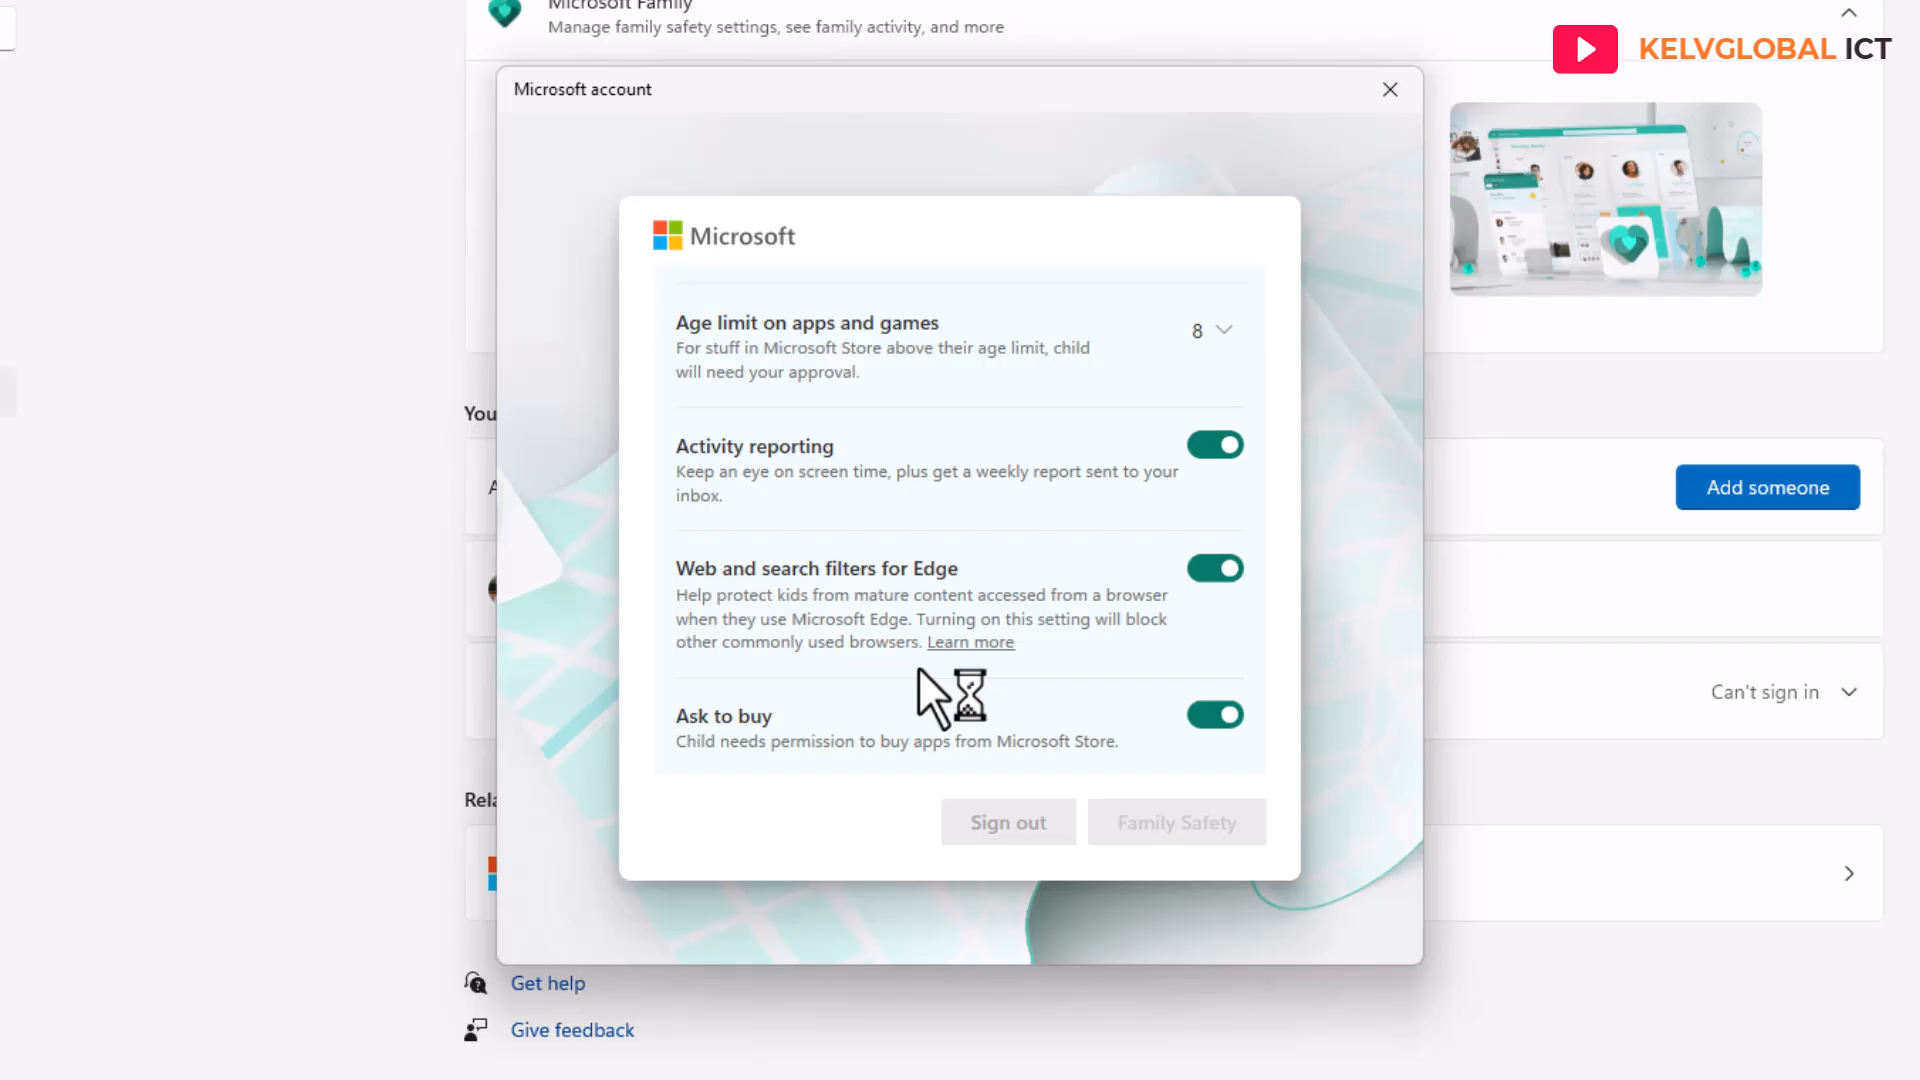 Microsoft Family
Manage family safety settings, see family activity, and more
KELVGLOBAL ICT
Microsoft account
Microsoft
Age limit on apps and games
8
For stuff in Microsoft Store above their age limit, child
will need your approval.
You
Activity reporting
Keep an eye on screen time, plus get a weekly report sent to your
inbox.
A
Add someone
Web and search filters for Edge
Help protect kids from mature content accessed from a browser
when they use Microsoft Edge. Turning on this setting will block
other commonly used browsers. Learn more
Can't sign in
Ask to buy
Child needs permission to buy apps from Microsoft Store.
Rela
Sign out
Family Safety
Get help
Give feedback